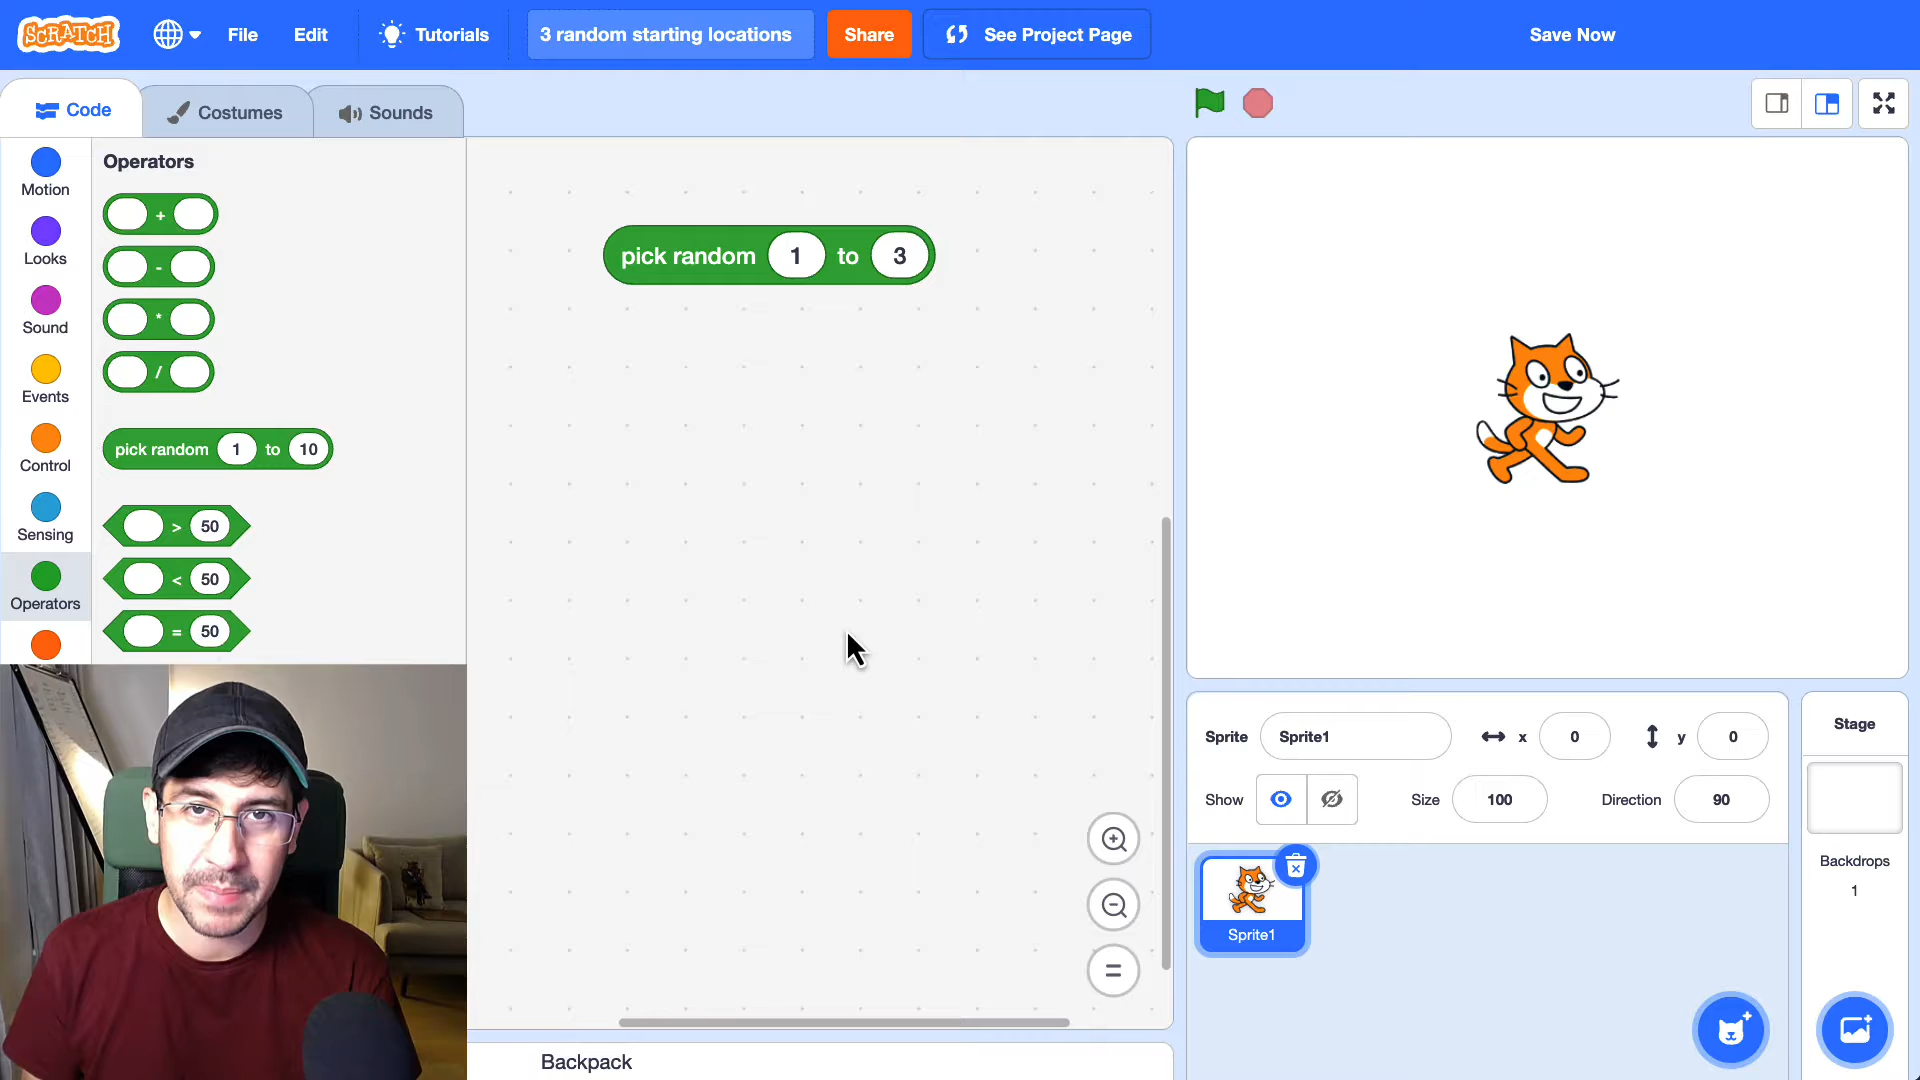 SCRATCH File Edit Tutorials 3 random starting locations Share See Project Page Save Now
Code Costumes Sounds
Motion
Looks
Sound
Events
Control
Sensing
Operators
Operators
+
-
*
/
pick random 1 to 10
> 50
< 50
= 50
pick random 1 to 3
Backpack
Sprite Sprite1 x 0 y 0
Show Size 100 Direction 90
Sprite1
Stage
Backdrops
1